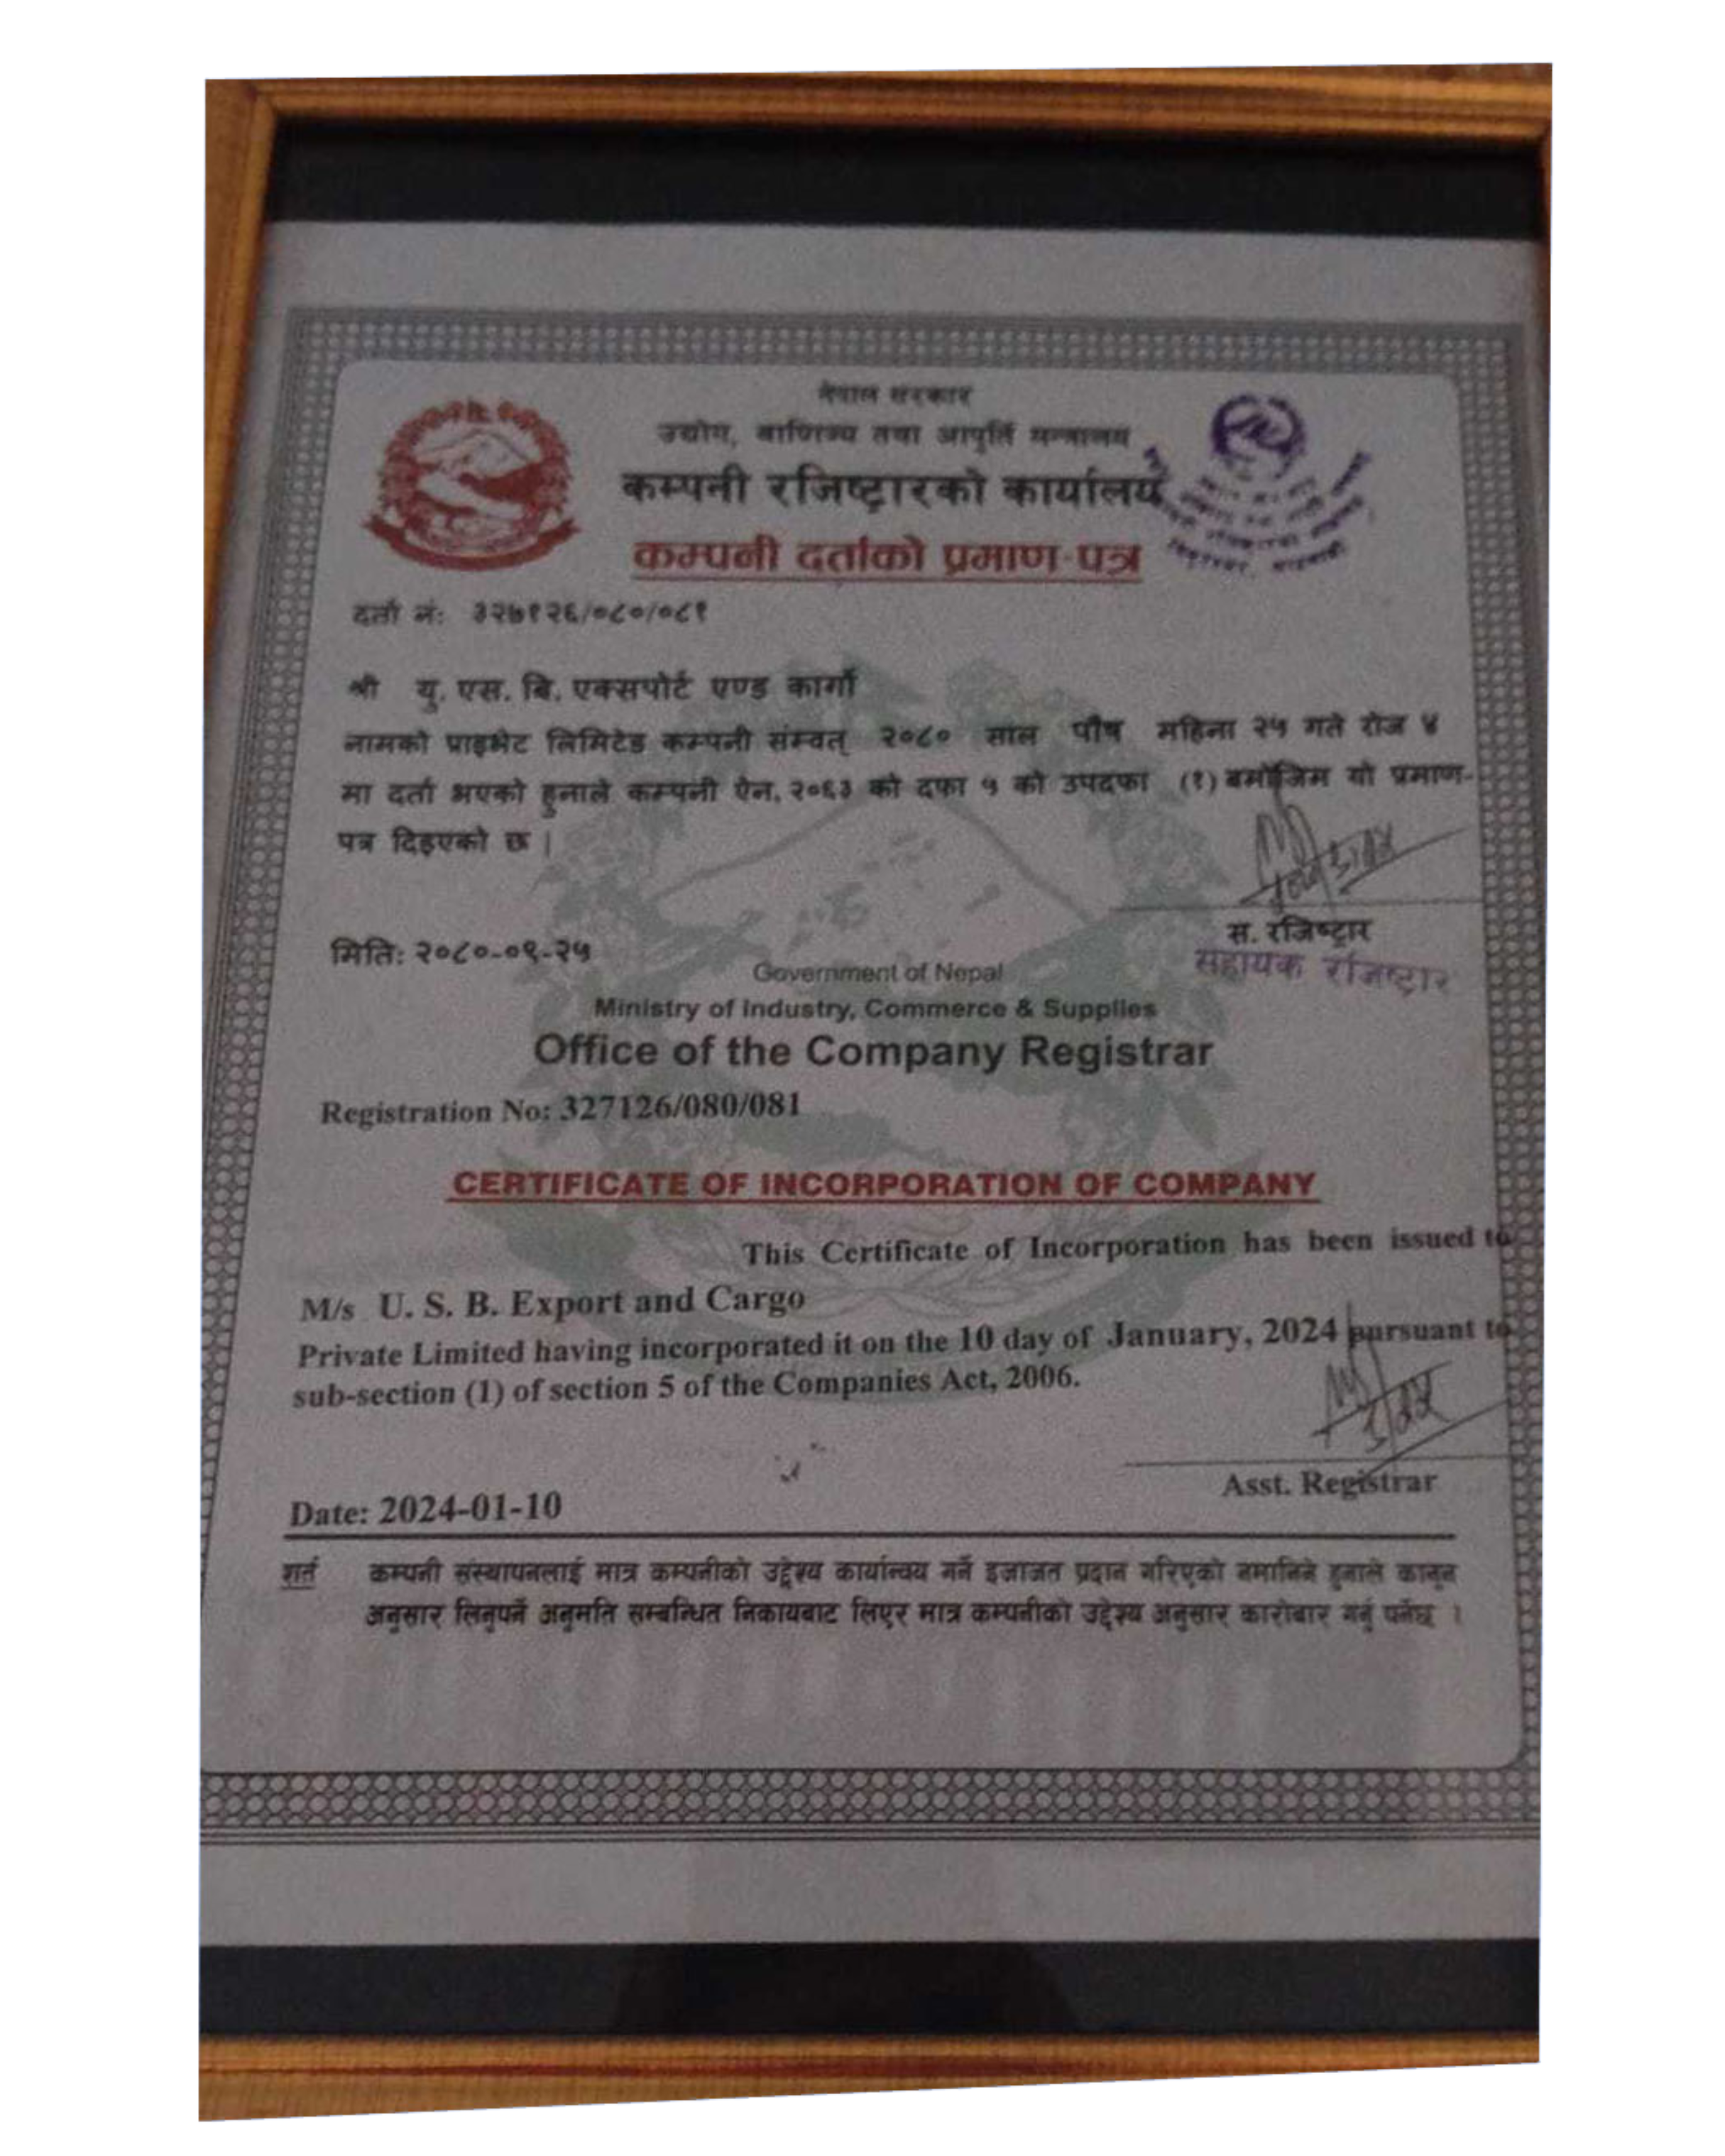 नेपाल सरकार
उद्योग, वाणिज्य तथा आपूर्ति मन्त्रालय
कम्पनी रजिष्ट्रारको कार्यालय
कम्पनी दर्ताको प्रमाण-पत्र
दर्ता नं: ३२७१२६/०८०/०८१
श्री यु. एस. बि. एक्सपोर्ट एण्ड कार्गो
नामको प्राइभेट लिमिटेड कम्पनी संम्वत् २०८० साल पौष महिना २५ गते रोज ४
मा दर्ता भएको हुनाले कम्पनी ऐन, २०६३ को दफा ५ को उपदफा (१) बमोजिम यो प्रमाण-
पत्र दिइएको छ |
मिति: २०८०-०९-२५
स. रजिष्ट्रार
सहायक रजिष्ट्रार
Government of Nepal
Ministry of Industry, Commerce & Supplies
Office of the Company Registrar
Registration No: 327126/080/081
CERTIFICATE OF INCORPORATION OF COMPANY
This Certificate of Incorporation has been issued to
M/s U. S. B. Export and Cargo
Private Limited having incorporated it on the 10 day of January, 2024 pursuant to
sub-section (1) of section 5 of the Companies Act, 2006.
Asst. Registrar
Date: 2024-01-10
शर्त कम्पनी संस्थापनलाई मात्र कम्पनीको उद्देश्य कार्यान्वय गर्ने इजाजत प्रदान गरिएको नमानिने हुनाले कानून
अनुसार लिनुपर्ने अनुमति सम्बन्धित निकायबाट लिएर मात्र कम्पनीको उद्देश्य अनुसार कारोबार गर्नु पर्नेछ ।